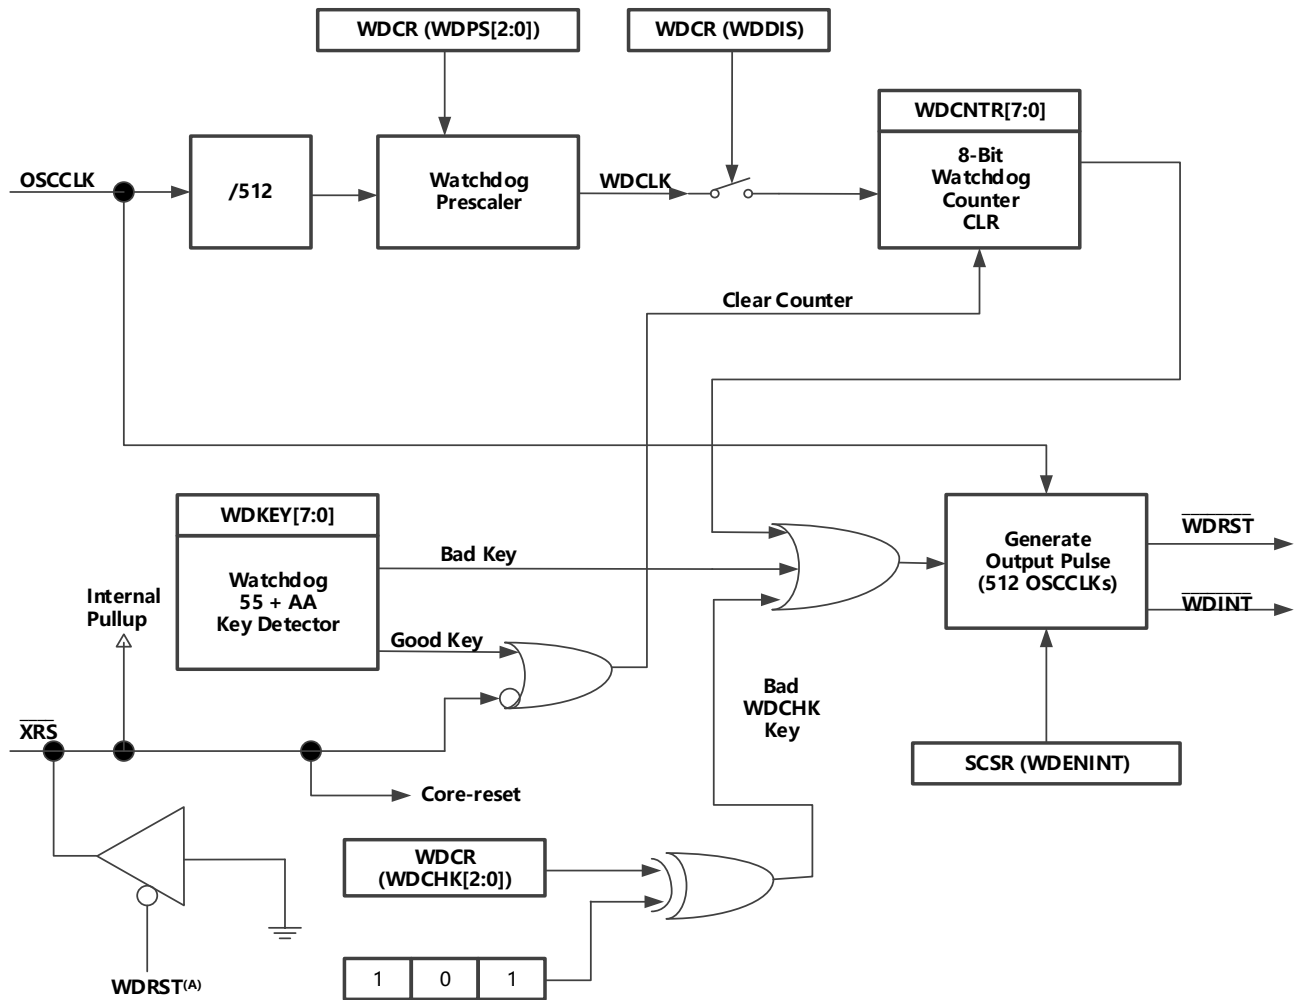 WDCR (WDPS[2:0])
WDCR (WDDIS)
WDCNTR[7:0]
8-Bit
Watchdog
Counter
CLR
OSCCLK
/512
Watchdog
Prescaler
WDCLK
Clear Counter
WDKEY[7:0]
Watchdog
55 + AA
Key Detector
Bad Key
Good Key
Generate
Output Pulse
(512 OSCCLKs)
WDRST
WDINT
Internal
Pullup
Bad
WDCHK
Key
XRS
SCSR (WDENINT)
Core-reset
WDCR
(WDCHK[2:0])
WDRST(A)
1 0 1